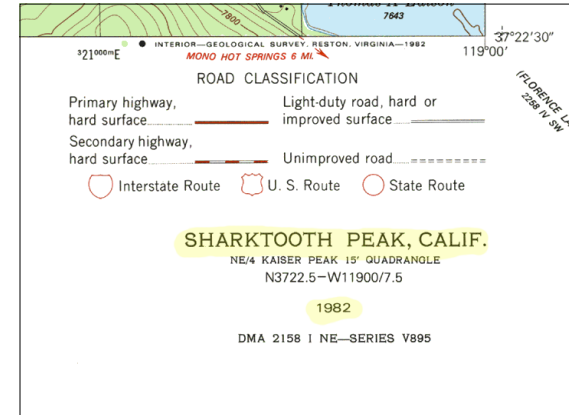 7800
7643
37°22'30"
119°00'
³21⁰⁰⁰ᵐE
INTERIOR—GEOLOGICAL SURVEY, RESTON, VIRGINIA—1982
MONO HOT SPRINGS 6 MI.
ROAD CLASSIFICATION
Primary highway, hard surface
Light-duty road, hard or improved surface
Secondary highway, hard surface
Unimproved road
Interstate Route
U. S. Route
State Route
(FLORENCE
2258 IV SW
SHARKTOOTH PEAK, CALIF.
NE/4 KAISER PEAK 15' QUADRANGLE
N3722.5–W11900/7.5
1982
DMA 2158 I NE—SERIES V895